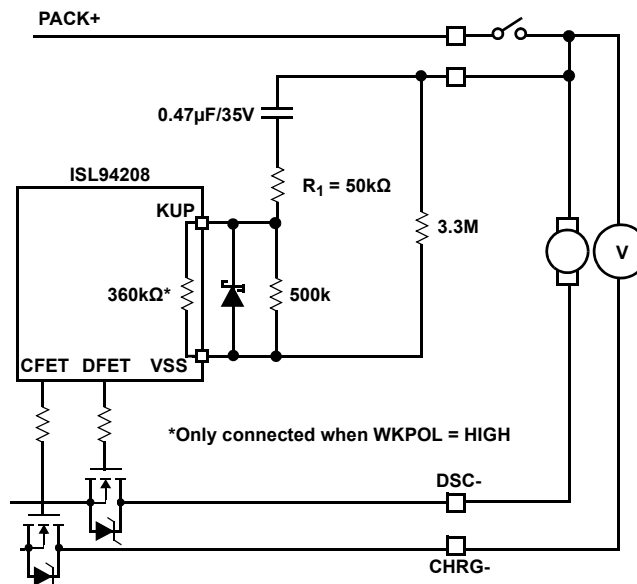 PACK+
0.47µF/35V
ISL94208
R1 = 50kΩ
KUP
3.3M
V
360kΩ*
500k
CFET DFET VSS
*Only connected when WKPOL = HIGH
DSC-
CHRG-